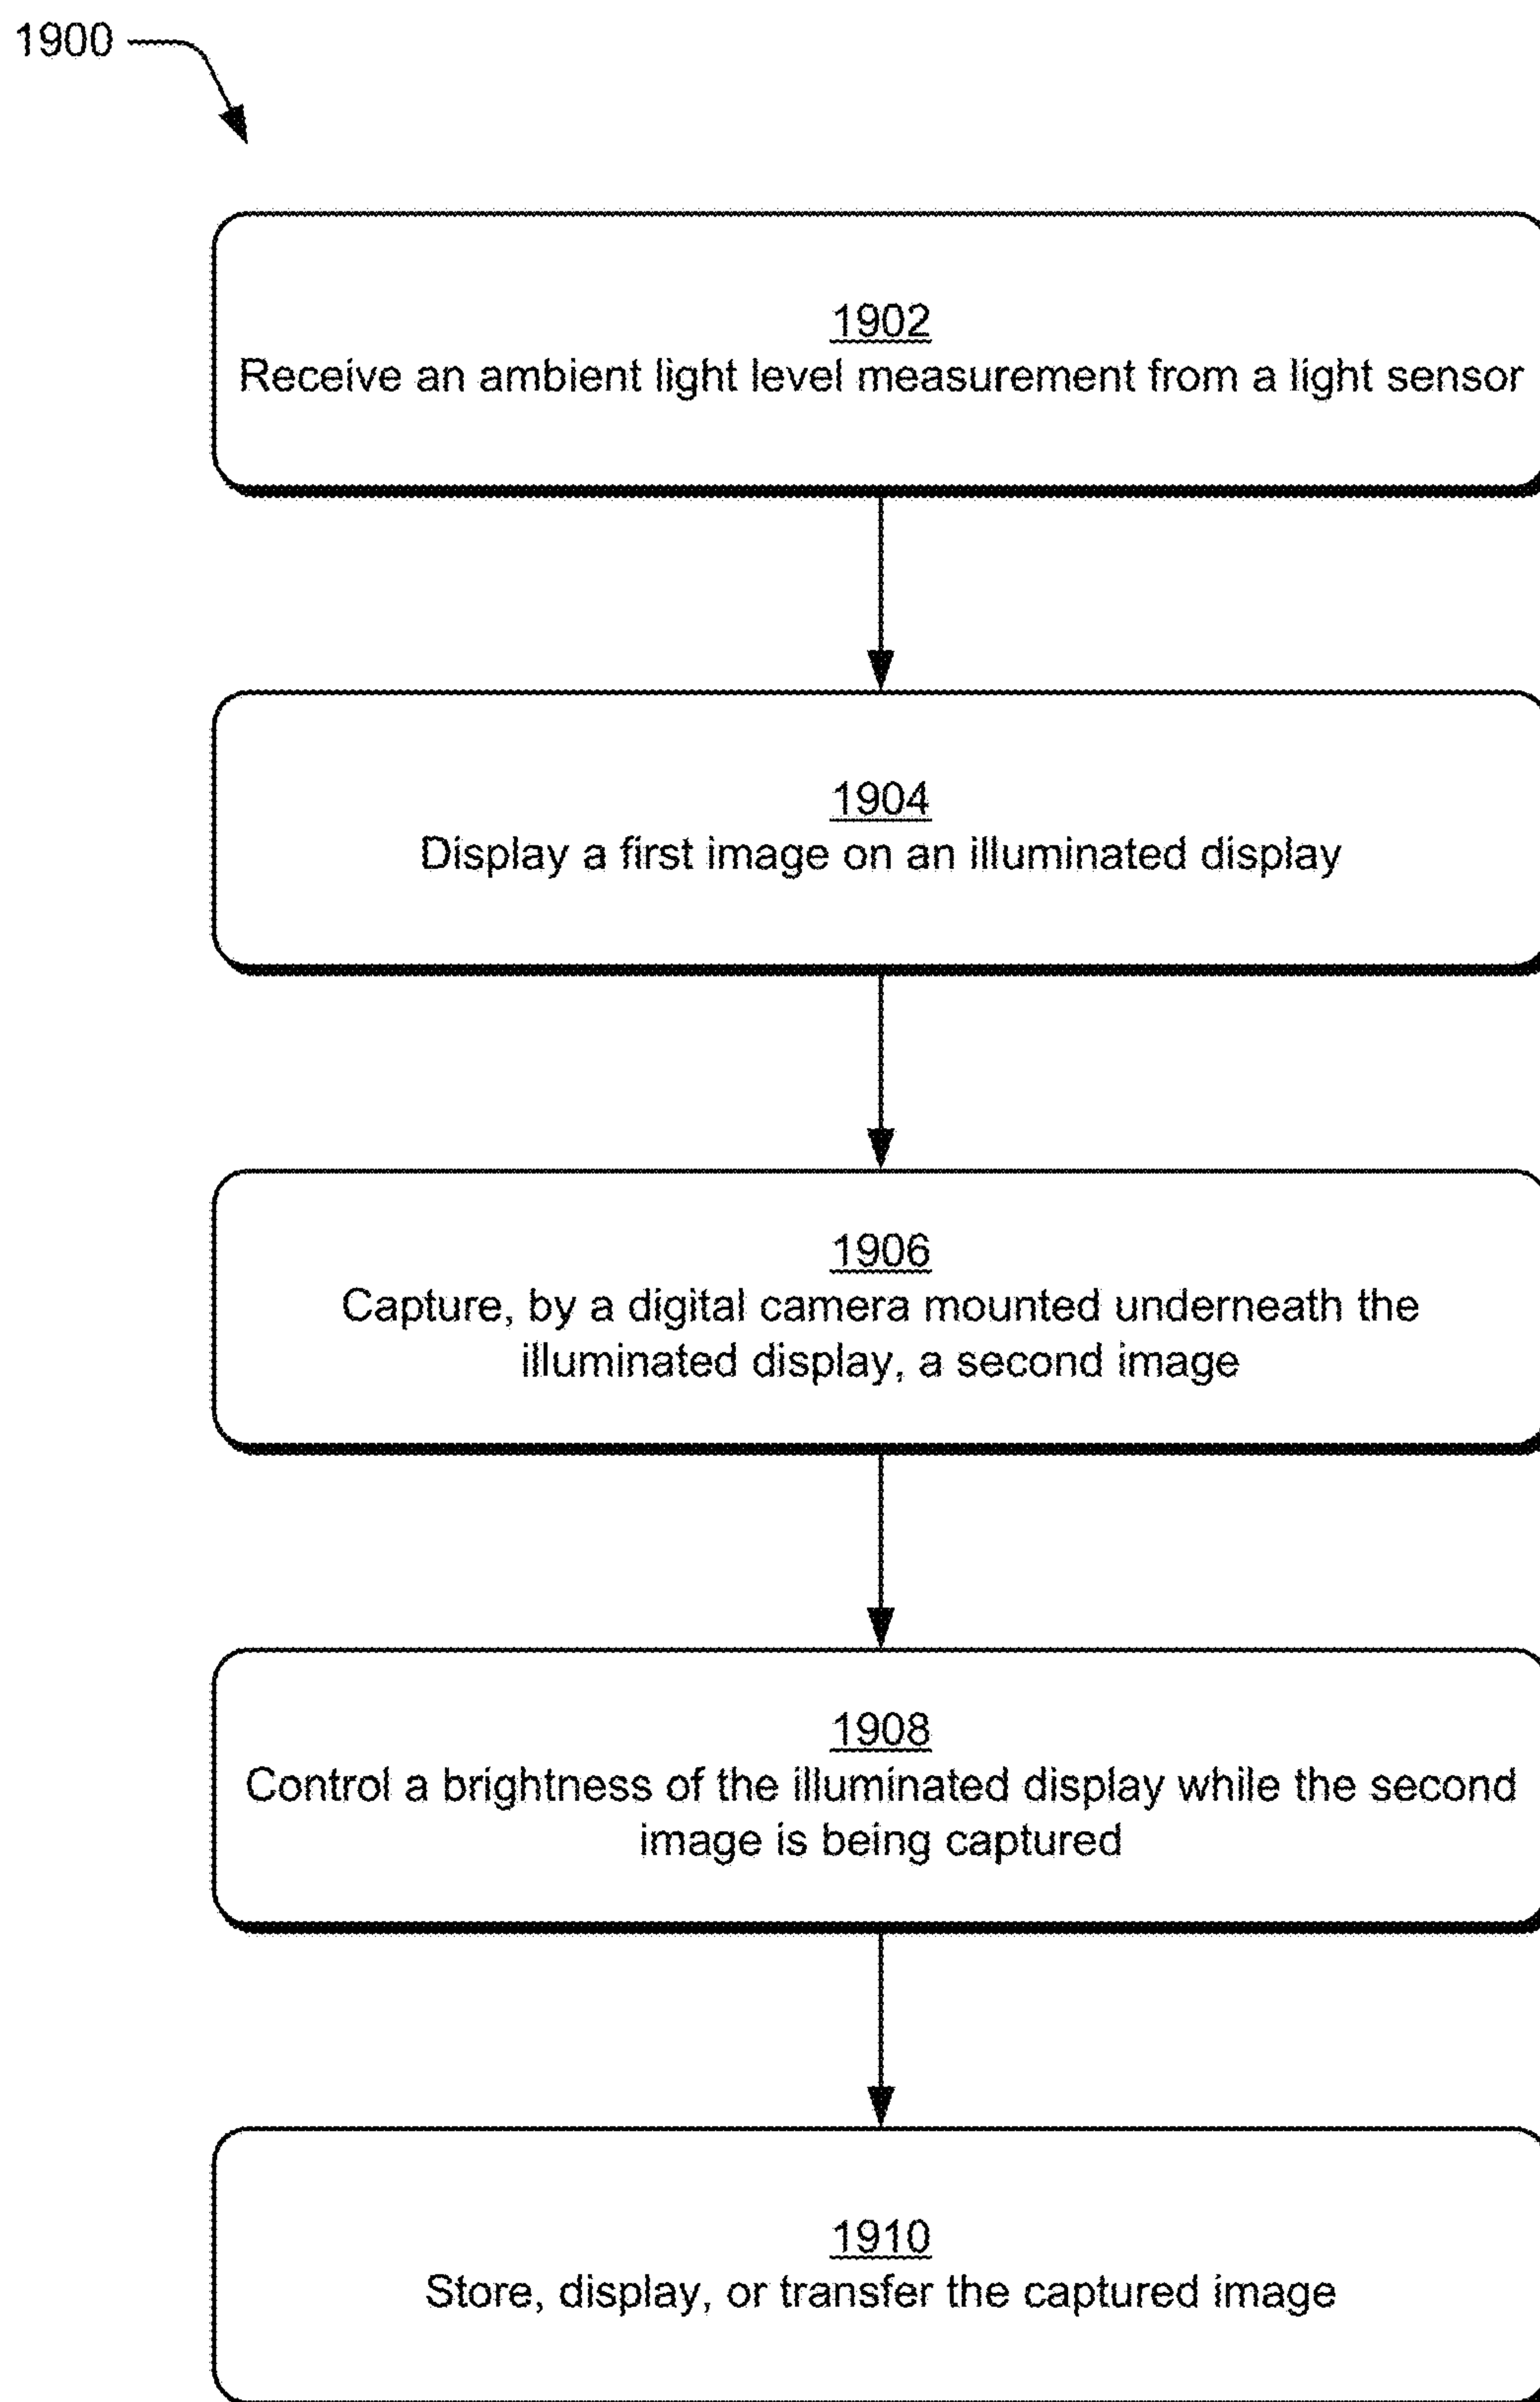 1900
1902
Receive an ambient light level measurement from a light sensor
1904
Display a first image on an illuminated display
1906
Capture, by a digital camera mounted underneath the
illuminated display, a second image
1908
Control a brightness of the illuminated display while the second
image is being captured
1910
Store, display, or transfer the captured image